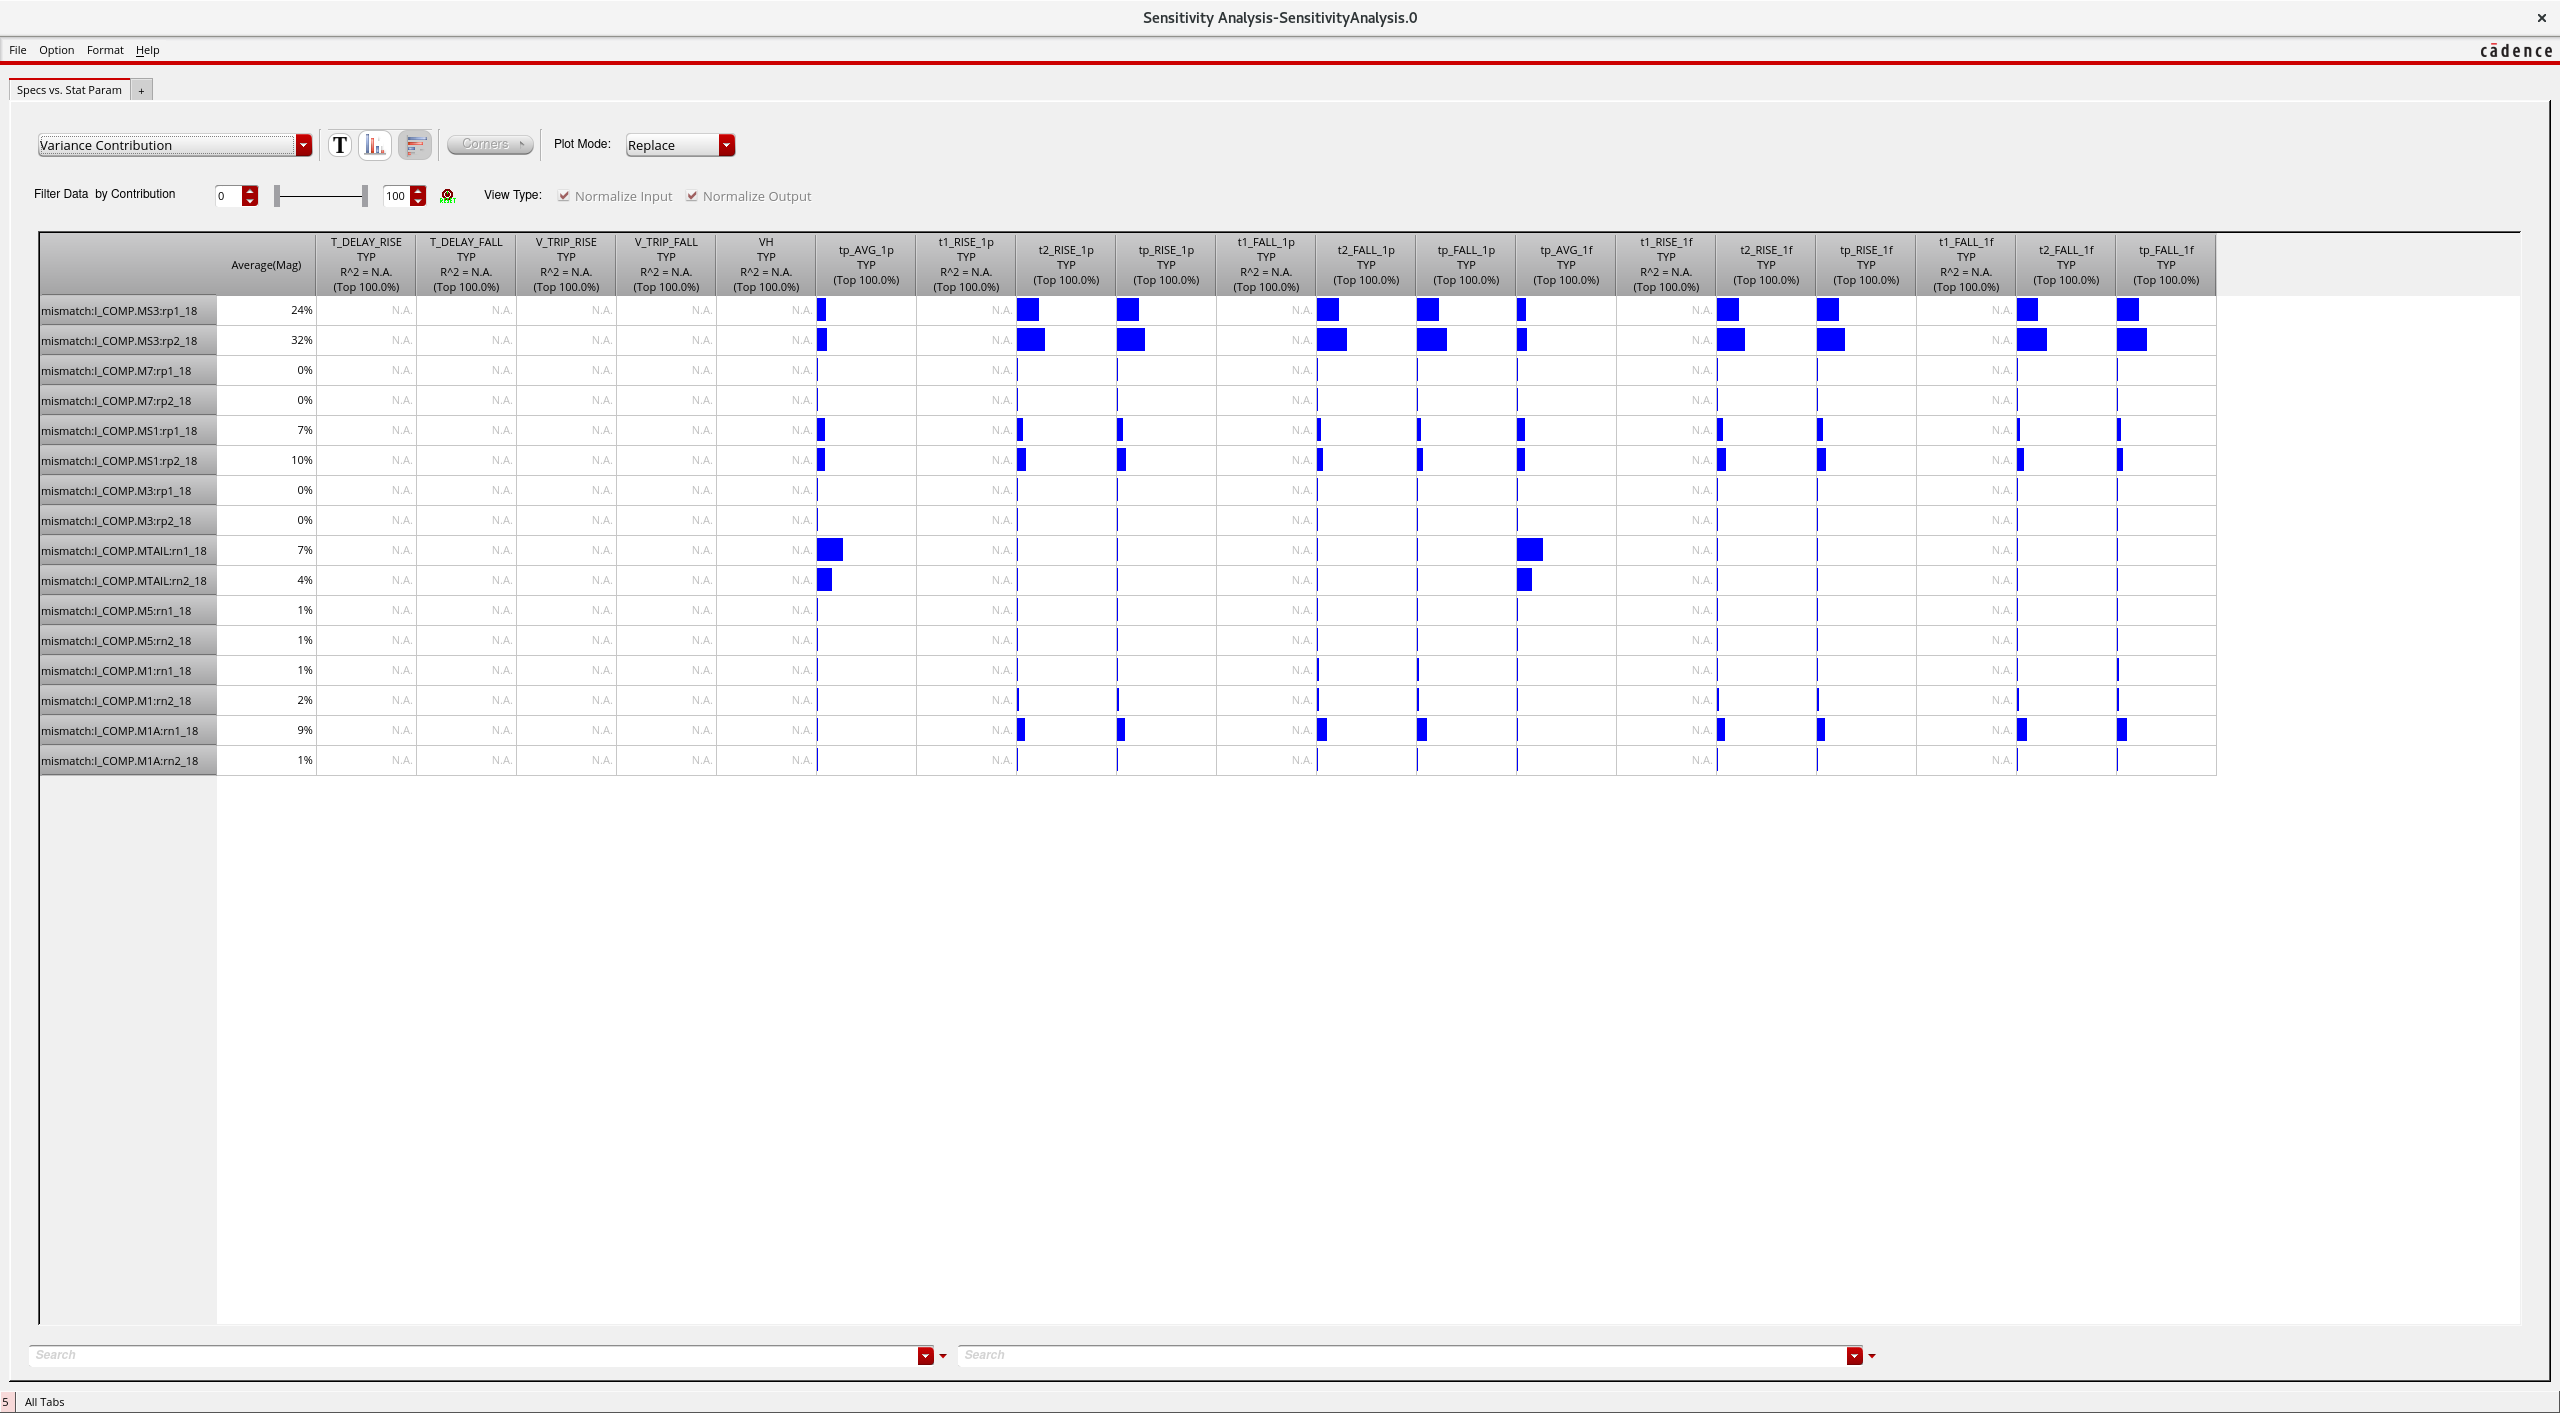 Sensitivity Analysis-SensitivityAnalysis.0
File Option Format Help
cādence
Specs vs. Stat Param +
Variance Contribution T Corners Plot Mode: Replace
Filter Data by Contribution 0 100 View Type: Normalize Input Normalize Output
Average(Mag)
T_DELAY_RISE
TYP
R^2 = N.A.
(Top 100.0%)
T_DELAY_FALL
TYP
R^2 = N.A.
(Top 100.0%)
V_TRIP_RISE
TYP
R^2 = N.A.
(Top 100.0%)
V_TRIP_FALL
TYP
R^2 = N.A.
(Top 100.0%)
VH
TYP
R^2 = N.A.
(Top 100.0%)
tp_AVG_1p
TYP
(Top 100.0%)
t1_RISE_1p
TYP
R^2 = N.A.
(Top 100.0%)
t2_RISE_1p
TYP
(Top 100.0%)
tp_RISE_1p
TYP
(Top 100.0%)
t1_FALL_1p
TYP
R^2 = N.A.
(Top 100.0%)
t2_FALL_1p
TYP
(Top 100.0%)
tp_FALL_1p
TYP
(Top 100.0%)
tp_AVG_1f
TYP
(Top 100.0%)
t1_RISE_1f
TYP
R^2 = N.A.
(Top 100.0%)
t2_RISE_1f
TYP
(Top 100.0%)
tp_RISE_1f
TYP
(Top 100.0%)
t1_FALL_1f
TYP
R^2 = N.A.
(Top 100.0%)
t2_FALL_1f
TYP
(Top 100.0%)
tp_FALL_1f
TYP
(Top 100.0%)
mismatch:I_COMP.MS3:rp1_18 24% N.A. N.A. N.A. N.A. N.A. N.A. N.A. N.A. N.A.
mismatch:I_COMP.MS3:rp2_18 32% N.A. N.A. N.A. N.A. N.A. N.A. N.A. N.A. N.A.
mismatch:I_COMP.M7:rp1_18 0% N.A. N.A. N.A. N.A. N.A. N.A. N.A. N.A. N.A.
mismatch:I_COMP.M7:rp2_18 0% N.A. N.A. N.A. N.A. N.A. N.A. N.A. N.A. N.A.
mismatch:I_COMP.MS1:rp1_18 7% N.A. N.A. N.A. N.A. N.A. N.A. N.A. N.A. N.A.
mismatch:I_COMP.MS1:rp2_18 10% N.A. N.A. N.A. N.A. N.A. N.A. N.A. N.A. N.A.
mismatch:I_COMP.M3:rp1_18 0% N.A. N.A. N.A. N.A. N.A. N.A. N.A. N.A. N.A.
mismatch:I_COMP.M3:rp2_18 0% N.A. N.A. N.A. N.A. N.A. N.A. N.A. N.A. N.A.
mismatch:I_COMP.MTAIL:rn1_18 7% N.A. N.A. N.A. N.A. N.A. N.A. N.A. N.A. N.A.
mismatch:I_COMP.MTAIL:rn2_18 4% N.A. N.A. N.A. N.A. N.A. N.A. N.A. N.A. N.A.
mismatch:I_COMP.M5:rn1_18 1% N.A. N.A. N.A. N.A. N.A. N.A. N.A. N.A. N.A.
mismatch:I_COMP.M5:rn2_18 1% N.A. N.A. N.A. N.A. N.A. N.A. N.A. N.A. N.A.
mismatch:I_COMP.M1:rn1_18 1% N.A. N.A. N.A. N.A. N.A. N.A. N.A. N.A. N.A.
mismatch:I_COMP.M1:rn2_18 2% N.A. N.A. N.A. N.A. N.A. N.A. N.A. N.A. N.A.
mismatch:I_COMP.M1A:rn1_18 9% N.A. N.A. N.A. N.A. N.A. N.A. N.A. N.A. N.A.
mismatch:I_COMP.M1A:rn2_18 1% N.A. N.A. N.A. N.A. N.A. N.A. N.A. N.A. N.A.
Search Search
5 All Tabs